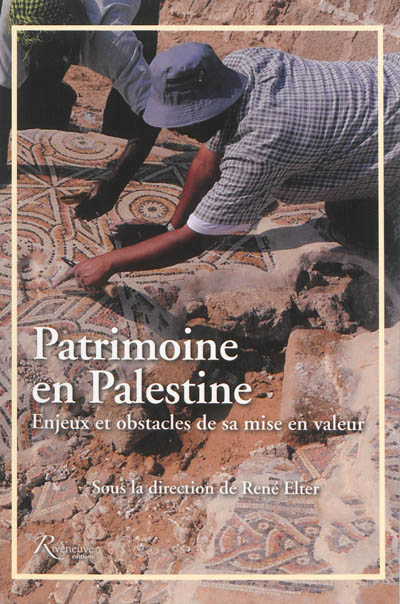 Patrimoine
en Palestine
Enjeux et obstacles de sa mise en valeur
Sous la direction de René Elter
Riveneuve
éditions